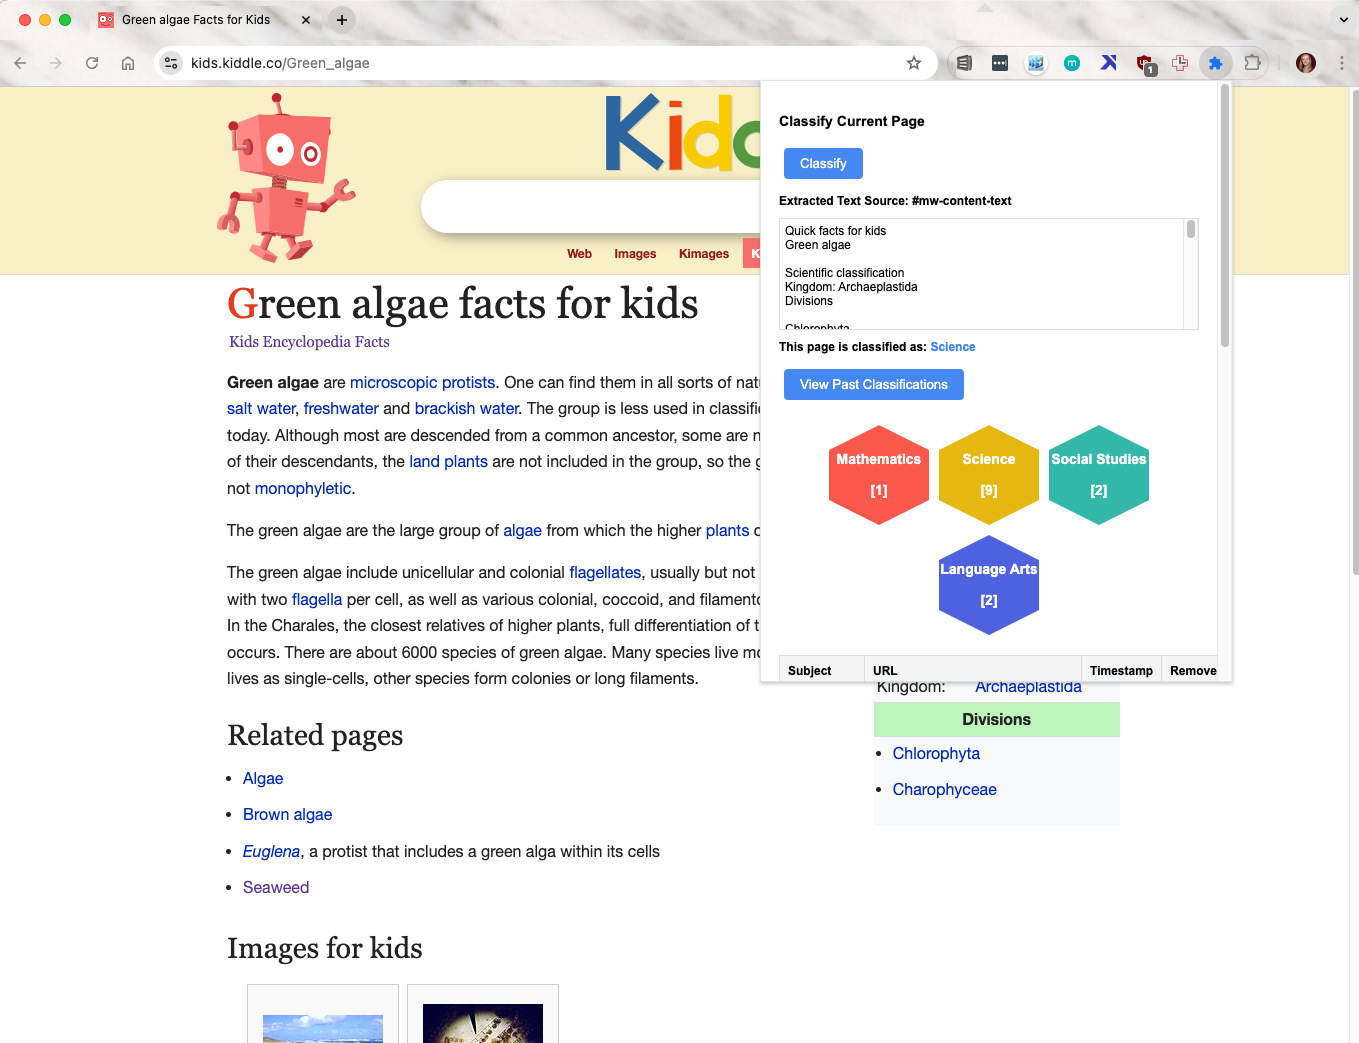 Green algae Facts for Kids
kids.kiddle.co/Green_algae
1
Web Images Kimages K
Green algae facts for kids
Kids Encyclopedia Facts
Green algae are microscopic protists. One can find them in all sorts of
salt water, freshwater and brackish water. The group is less used in
today. Although most are descended from a common ancestor, some are
of their descendants, the land plants are not included in the group, so the
not monophyletic.
The green algae are the large group of algae from which the higher plants
The green algae include unicellular and colonial flagellates, usually but not
with two flagella per cell, as well as various colonial, coccoid, and
In the Charales, the closest relatives of higher plants, full differentiation of
occurs. There are about 6000 species of green algae. Many species live
lives as single-cells, other species form colonies or long filaments.
Related pages
Algae
Brown algae
Euglena, a protist that includes a green alga within its cells
Seaweed
Images for kids
Classify Current Page
Classify
Extracted Text Source: #mw-content-text
Quick facts for kids
Green algae
Scientific classification
Kingdom: Archaeplastida
Divisions
Chlorophyta
This page is classified as: Science
View Past Classifications
Mathematics
[1]
Science
[9]
Social Studies
[2]
Language Arts
[2]
Subject URL Timestamp Remove
Kingdom: Archaeplastida
Divisions
Chlorophyta
Charophyceae